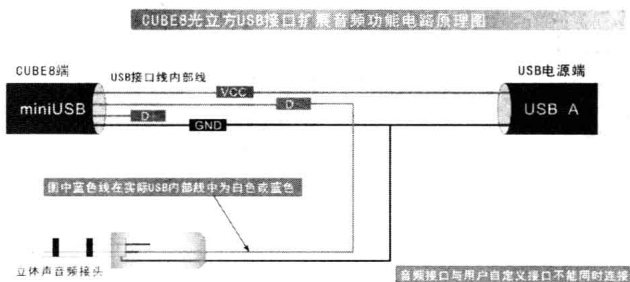 CUBE8光立方USB接口扩展音频功能电路原理图
CUBE8端
USB接口线内部线
USB电源端
VCC
D-
miniUSB
USB A
D+
GND
图中蓝色线在实际USB内部线中为白色或蓝色
立体声音频接头
音频接口与用户自定义接口不能同时连接